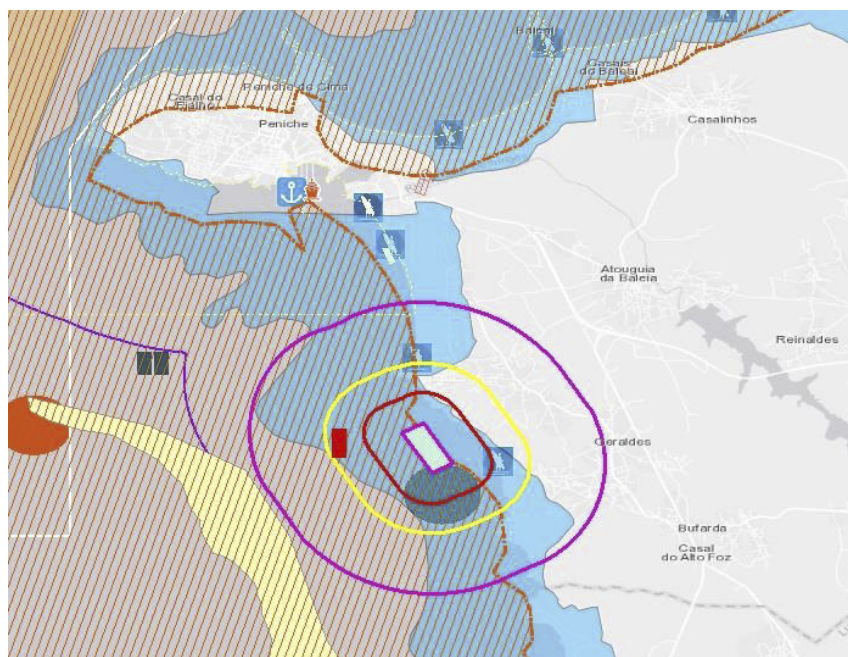 Baleal
Casais
do Baleal
Peniche de Cima
Casal do
Fialho
Peniche
Casalinhos
Atouguia
da Baleia
Reinaldes
Geraldes
Bufarda
Casal
do Alto Foz